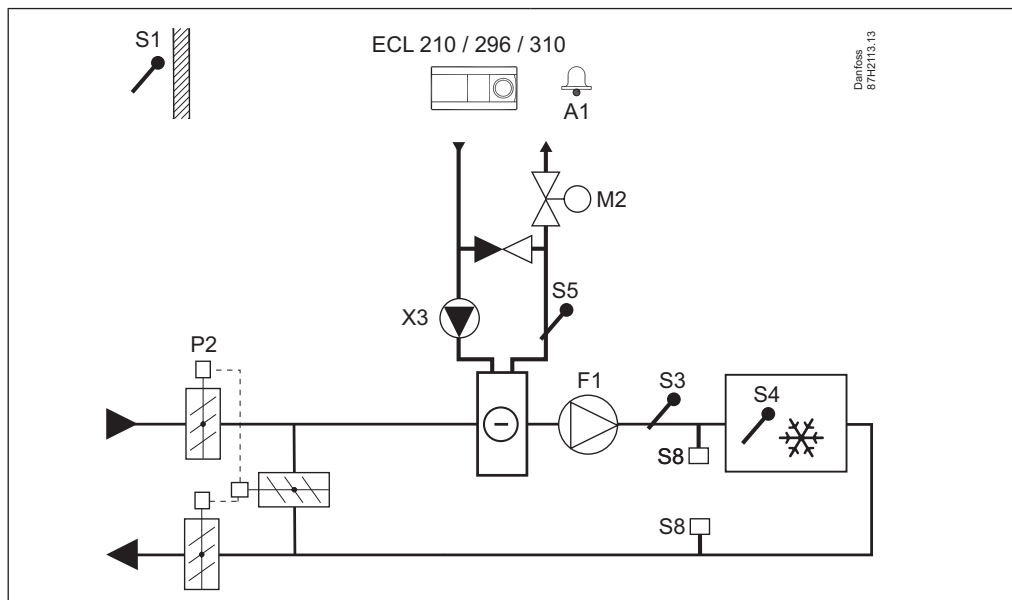 S1
ECL 210 / 296 / 310
Danfoss
87H2113.13
A1
M2
S5
X3
P2
F1
S3
S4
S8
S8